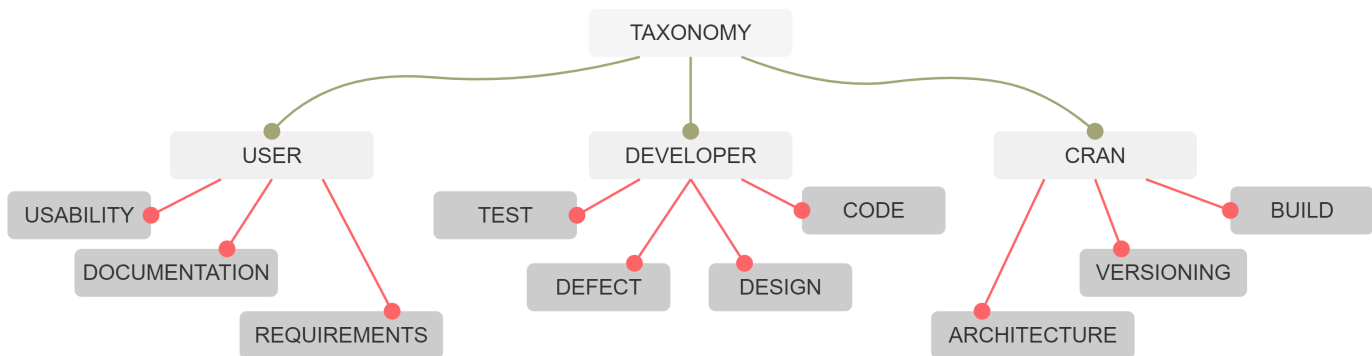 TAXONOMY
USER
DEVELOPER
CRAN
USABILITY
DOCUMENTATION
REQUIREMENTS
TEST
DEFECT
DESIGN
CODE
ARCHITECTURE
VERSIONING
BUILD